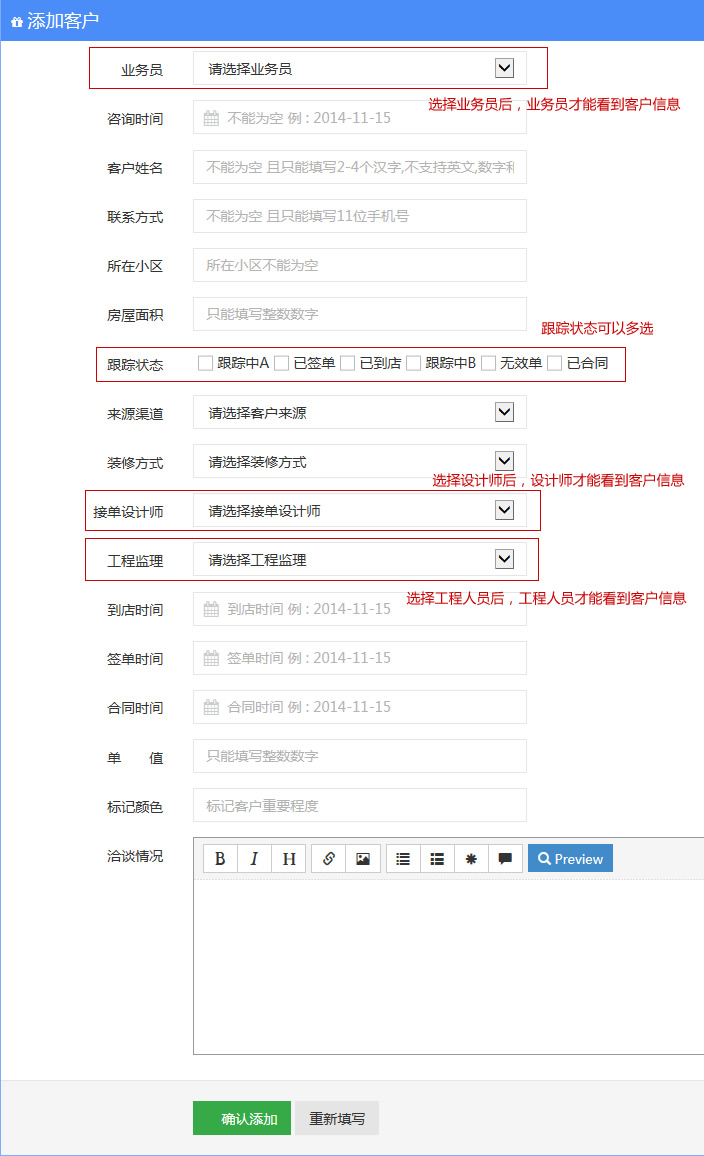 添加客户
业务员 请选择业务员
选择业务员后，业务员才能看到客户信息
咨询时间 不能为空 例 : 2014-11-15
客户姓名 不能为空 且只能填写2-4个汉字,不支持英文,数字和
联系方式 不能为空 且只能填写11位手机号
所在小区 所在小区不能为空
房屋面积 只能填写整数数字
跟踪状态可以多选
跟踪状态 跟踪中A 已签单 已到店 跟踪中B 无效单 已合同
来源渠道 请选择客户来源
装修方式 请选择装修方式
选择设计师后，设计师才能看到客户信息
接单设计师 请选择接单设计师
工程监理 请选择工程监理
选择工程人员后，工程人员才能看到客户信息
到店时间 到店时间 例 : 2014-11-15
签单时间 签单时间 例 : 2014-11-15
合同时间 合同时间 例 : 2014-11-15
单 值 只能填写整数数字
标记颜色 标记客户重要程度
洽谈情况 B I H Preview
确认添加 重新填写